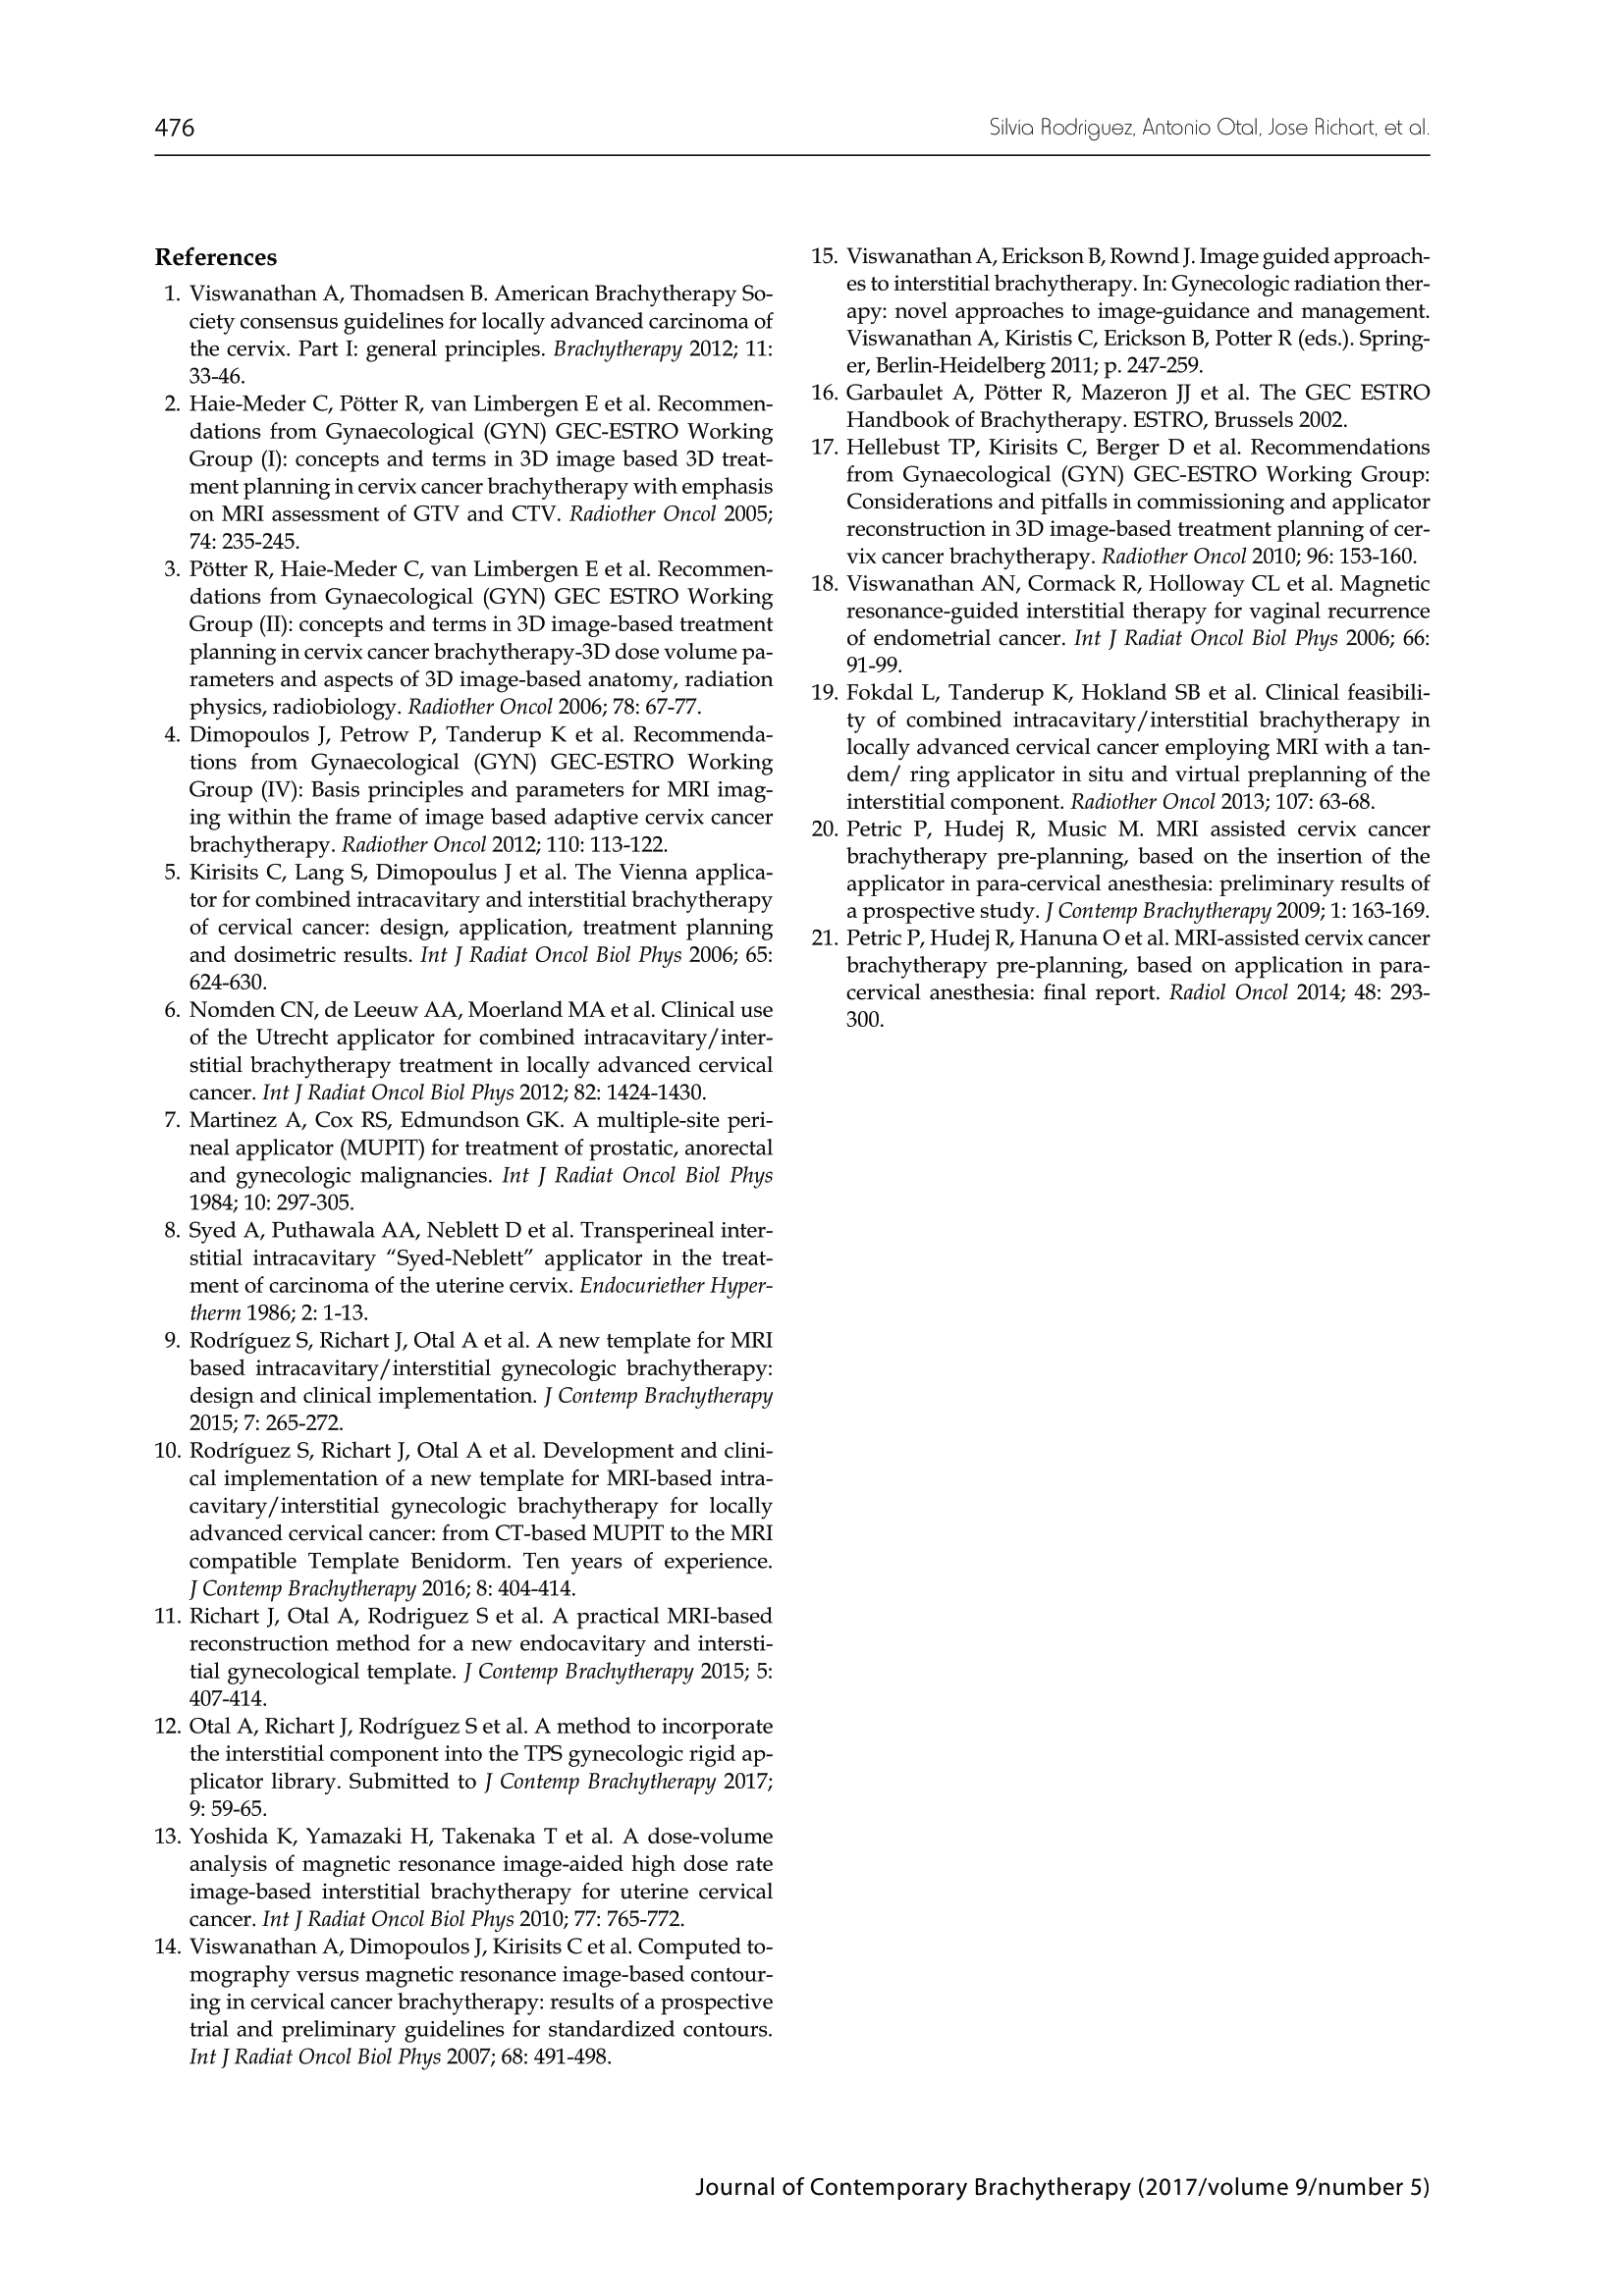 476
Silvia Rodriguez, Antonio Otal, Jose Richart, et al.
References
1. Viswanathan A, Thomadsen B. American Brachytherapy So-
ciety consensus guidelines for locally advanced carcinoma of
the cervix. Part I: general principles. Brachytherapy 2012; 11:
33-46.
2. Haie-Meder C, Pötter R, van Limbergen E et al. Recommen-
dations from Gynaecological (GYN) GEC-ESTRO Working
Group (I): concepts and terms in 3D image based 3D treat-
ment planning in cervix cancer brachytherapy with emphasis
on MRI assessment of GTV and CTV. Radiother Oncol 2005;
74: 235-245.
3. Pötter R, Haie-Meder C, van Limbergen E et al. Recommen-
dations from Gynaecological (GYN) GEC ESTRO Working
Group (II): concepts and terms in 3D image-based treatment
planning in cervix cancer brachytherapy-3D dose volume pa-
rameters and aspects of 3D image-based anatomy, radiation
physics, radiobiology. Radiother Oncol 2006; 78: 67-77.
4. Dimopoulos J, Petrow P, Tanderup K et al. Recommenda-
tions from Gynaecological (GYN) GEC-ESTRO Working
Group (IV): Basis principles and parameters for MRI imag-
ing within the frame of image based adaptive cervix cancer
brachytherapy. Radiother Oncol 2012; 110: 113-122.
5. Kirisits C, Lang S, Dimopoulus J et al. The Vienna applica-
tor for combined intracavitary and interstitial brachytherapy
of cervical cancer: design, application, treatment planning
and dosimetric results. Int J Radiat Oncol Biol Phys 2006; 65:
624-630.
6. Nomden CN, de Leeuw AA, Moerland MA et al. Clinical use
of the Utrecht applicator for combined intracavitary/inter-
stitial brachytherapy treatment in locally advanced cervical
cancer. Int J Radiat Oncol Biol Phys 2012; 82: 1424-1430.
7. Martinez A, Cox RS, Edmundson GK. A multiple-site peri-
neal applicator (MUPIT) for treatment of prostatic, anorectal
and gynecologic malignancies. Int J Radiat Oncol Biol Phys
1984; 10: 297-305.
8. Syed A, Puthawala AA, Neblett D et al. Transperineal inter-
stitial intracavitary “Syed-Neblett” applicator in the treat-
ment of carcinoma of the uterine cervix. Endocuriether Hyper-
therm 1986; 2: 1-13.
9. Rodríguez S, Richart J, Otal A et al. A new template for MRI
based intracavitary/interstitial gynecologic brachytherapy:
design and clinical implementation. J Contemp Brachytherapy
2015; 7: 265-272.
10. Rodríguez S, Richart J, Otal A et al. Development and clini-
cal implementation of a new template for MRI-based intra-
cavitary/interstitial gynecologic brachytherapy for locally
advanced cervical cancer: from CT-based MUPIT to the MRI
compatible Template Benidorm. Ten years of experience.
J Contemp Brachytherapy 2016; 8: 404-414.
11. Richart J, Otal A, Rodriguez S et al. A practical MRI-based
reconstruction method for a new endocavitary and intersti-
tial gynecological template. J Contemp Brachytherapy 2015; 5:
407-414.
12. Otal A, Richart J, Rodríguez S et al. A method to incorporate
the interstitial component into the TPS gynecologic rigid ap-
plicator library. Submitted to J Contemp Brachytherapy 2017;
9: 59-65.
13. Yoshida K, Yamazaki H, Takenaka T et al. A dose-volume
analysis of magnetic resonance image-aided high dose rate
image-based interstitial brachytherapy for uterine cervical
cancer. Int J Radiat Oncol Biol Phys 2010; 77: 765-772.
14. Viswanathan A, Dimopoulos J, Kirisits C et al. Computed to-
mography versus magnetic resonance image-based contour-
ing in cervical cancer brachytherapy: results of a prospective
trial and preliminary guidelines for standardized contours.
Int J Radiat Oncol Biol Phys 2007; 68: 491-498.
15. Viswanathan A, Erickson B, Rownd J. Image guided approach-
es to interstitial brachytherapy. In: Gynecologic radiation ther-
apy: novel approaches to image-guidance and management.
Viswanathan A, Kiristis C, Erickson B, Potter R (eds.). Spring-
er, Berlin-Heidelberg 2011; p. 247-259.
16. Garbaulet A, Pötter R, Mazeron JJ et al. The GEC ESTRO
Handbook of Brachytherapy. ESTRO, Brussels 2002.
17. Hellebust TP, Kirisits C, Berger D et al. Recommendations
from Gynaecological (GYN) GEC-ESTRO Working Group:
Considerations and pitfalls in commissioning and applicator
reconstruction in 3D image-based treatment planning of cer-
vix cancer brachytherapy. Radiother Oncol 2010; 96: 153-160.
18. Viswanathan AN, Cormack R, Holloway CL et al. Magnetic
resonance-guided interstitial therapy for vaginal recurrence
of endometrial cancer. Int J Radiat Oncol Biol Phys 2006; 66:
91-99.
19. Fokdal L, Tanderup K, Hokland SB et al. Clinical feasibili-
ty of combined intracavitary/interstitial brachytherapy in
locally advanced cervical cancer employing MRI with a tan-
dem/ ring applicator in situ and virtual preplanning of the
interstitial component. Radiother Oncol 2013; 107: 63-68.
20. Petric P, Hudej R, Music M. MRI assisted cervix cancer
brachytherapy pre-planning, based on the insertion of the
applicator in para-cervical anesthesia: preliminary results of
a prospective study. J Contemp Brachytherapy 2009; 1: 163-169.
21. Petric P, Hudej R, Hanuna O et al. MRI-assisted cervix cancer
brachytherapy pre-planning, based on application in para-
cervical anesthesia: final report. Radiol Oncol 2014; 48: 293-
300.
Journal of Contemporary Brachytherapy (2017/volume 9/number 5)